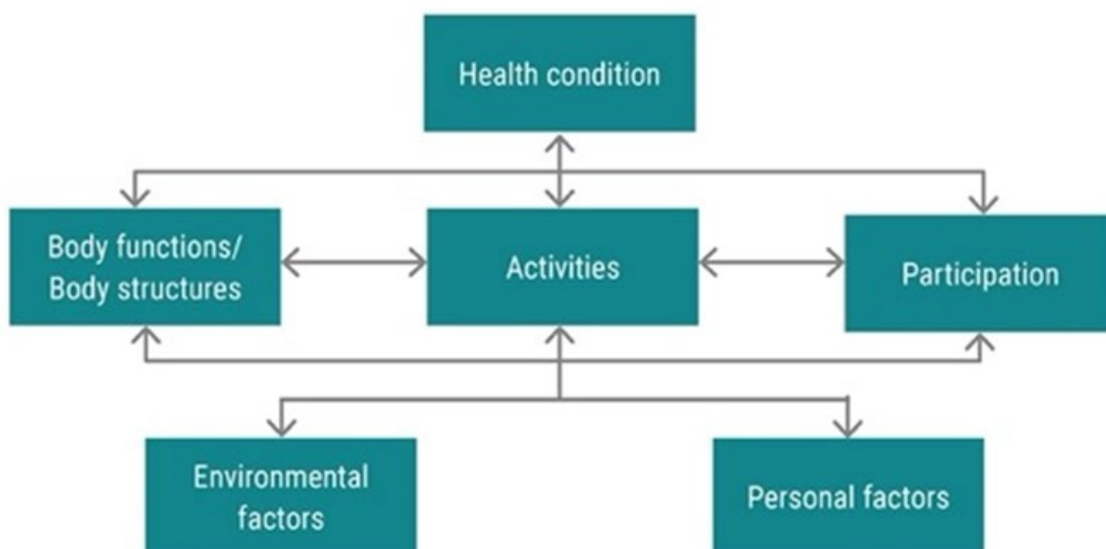 Health condition
Body functions/
Body structures
Activities
Participation
Environmental
factors
Personal factors